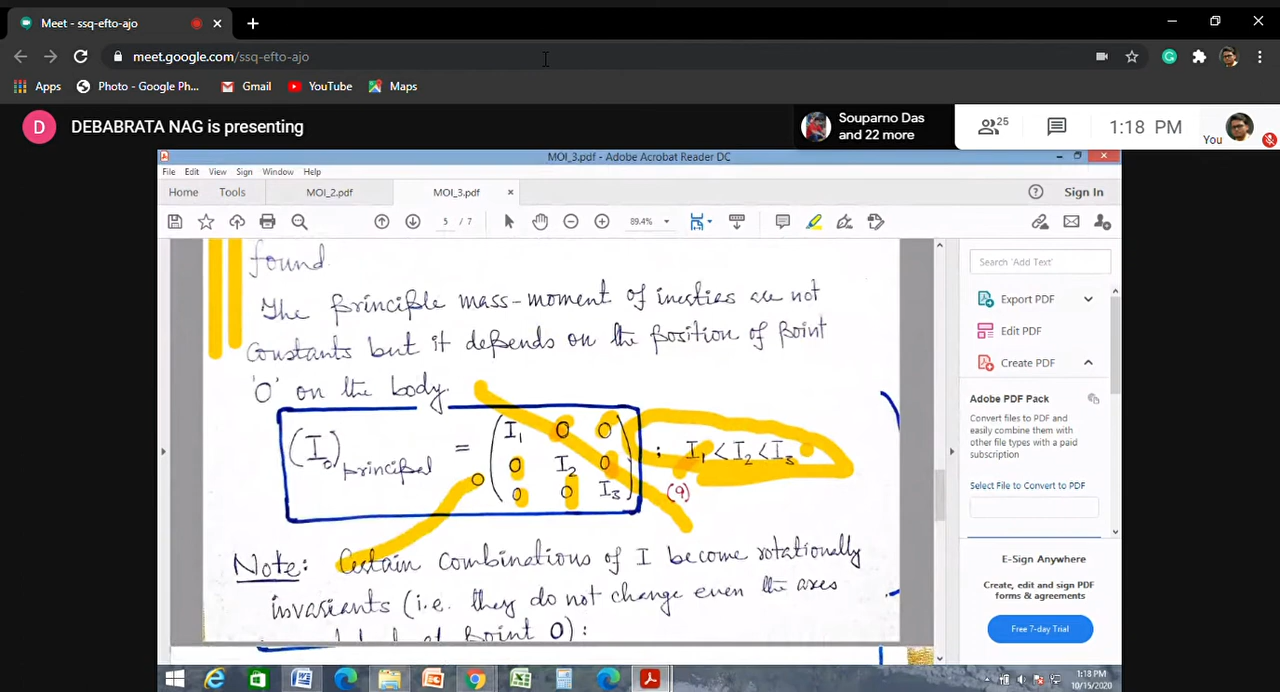 Meet - ssq-efto-ajo
meet.google.com/ssq-efto-ajo
Apps Photo - Google Ph... Gmail YouTube Maps
D DEBABRATA NAG is presenting
Souparno Das
and 22 more
25
1:18 PM
You
MOI_3.pdf - Adobe Acrobat Reader DC
File Edit View Sign Window Help
Home Tools MOI_2.pdf MOI_3.pdf Sign In
5 / 7 89.4%
found.
The principle mass-moment of inertias are not
constants but it depends on the position of point
'O' on the body.
(I₀)principal = (I₁ 0 0
0 I₂ 0
0 0 I₃) ; I₁ < I₂ < I₃
(9)
Note: Certain combinations of I become rotationally
invariants (i.e. they do not change even the axes
at point O):
Search 'Add Text'
Export PDF
Edit PDF
Create PDF
Adobe PDF Pack
Convert files to PDF and
easily combine them with
other file types with a paid
subscription
Select File to Convert to PDF
E-Sign Anywhere
Create, edit and sign PDF
forms & agreements
Free 7-day Trial
1:18 PM
10/15/2020